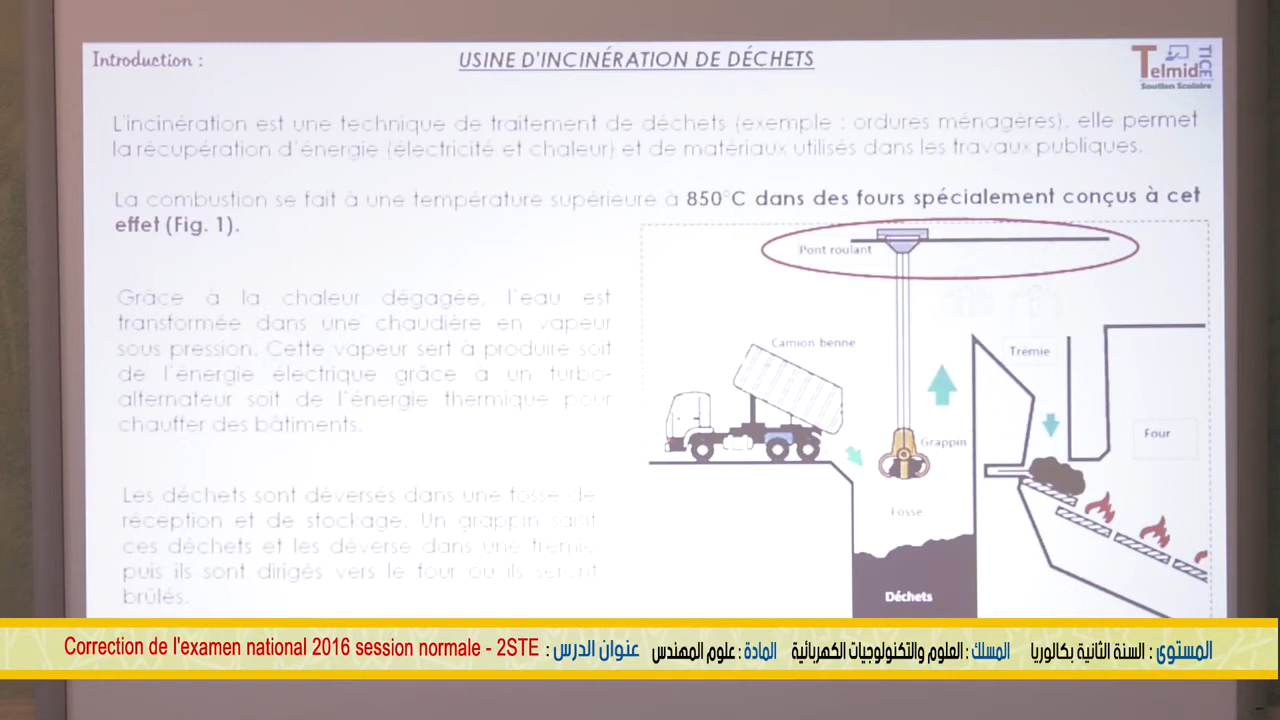 Introduction :
USINE D'INCINÉRATION DE DÉCHETS
Telmid TICE
Soutien Scolaire
L'incinération est une technique de traitement de déchets (exemple : ordures ménagères), elle permet
la récupération d'énergie (électricité et chaleur) et de matériaux utilisés dans les travaux publiques.
La combustion se fait à une température supérieure à 850°C dans des fours spécialement conçus à cet
effet (Fig. 1).
Grâce à la chaleur dégagée, l'eau est
transformée dans une chaudière en vapeur
sous pression. Cette vapeur sert à produire soit
de l'énergie électrique grâce à un turbo-
alternateur soit de l'énergie thermique pour
chauffer des bâtiments.
Les déchets sont déversés dans une fosse de
réception et de stockage. Un grappin saisit
ces déchets et les déverse dans une trémie
puis ils sont dirigés vers le four ou ils seront
brûlés.
Pont roulant
Camion benne
Trémie
Four
Grappin
Fosse
Déchets
المستوى : السنة الثانية بكالوريا المسلك : العلوم والتكنولوجيات الكهربائية المادة : علوم المهندس عنوان الدرس : Correction de l'examen national 2016 session normale - 2STE